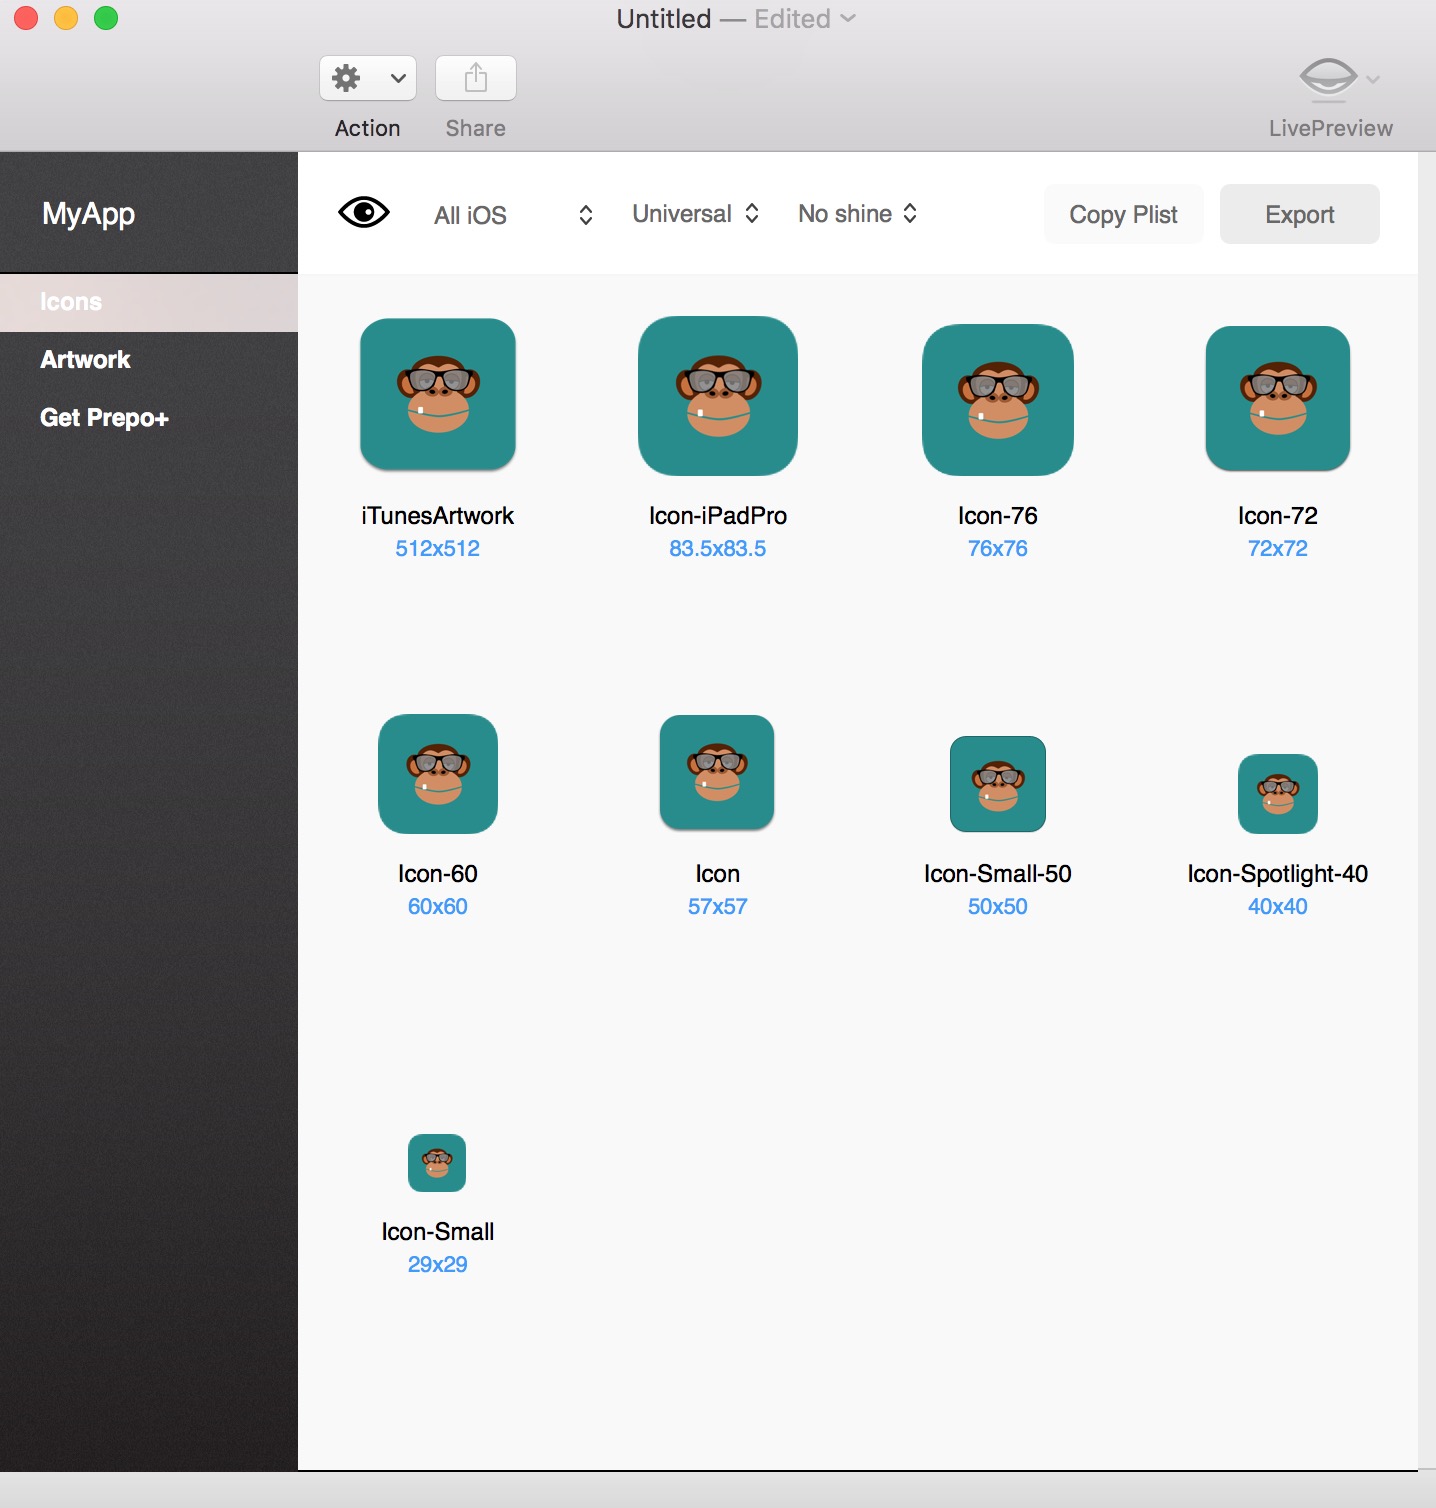 Untitled — Edited
Action
Share
LivePreview
MyApp
All iOS
Universal
No shine
Copy Plist
Export
Icons
Artwork
Get Prepo+
iTunesArtwork
512x512
Icon-iPadPro
83.5x83.5
Icon-76
76x76
Icon-72
72x72
Icon-60
60x60
Icon
57x57
Icon-Small-50
50x50
Icon-Spotlight-40
40x40
Icon-Small
29x29